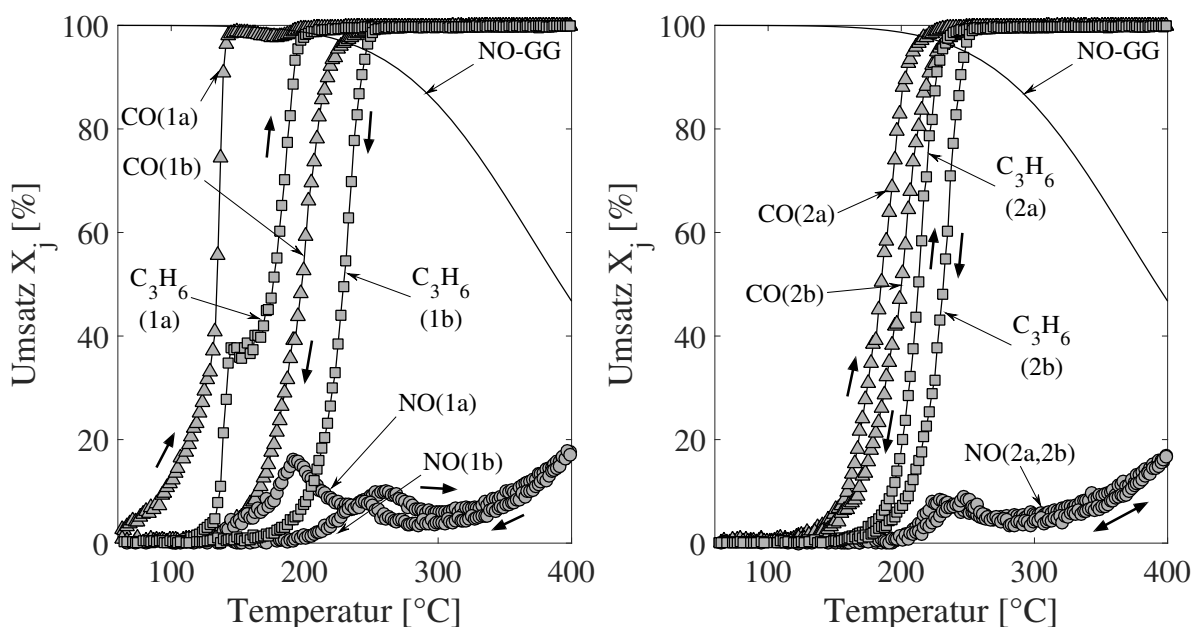 100
80
60
40
20
0
Umsatz X_j [%]
100
200
300
400
Temperatur [°C]
NO-GG
CO(1a)
CO(1b)
C₃H₆
(1a)
C₃H₆
(1b)
NO(1a)
NO(1b)
100
80
60
40
20
0
Umsatz X_j [%]
100
200
300
400
Temperatur [°C]
NO-GG
C₃H₆
(2a)
CO(2a)
CO(2b)
C₃H₆
(2b)
NO(2a,2b)